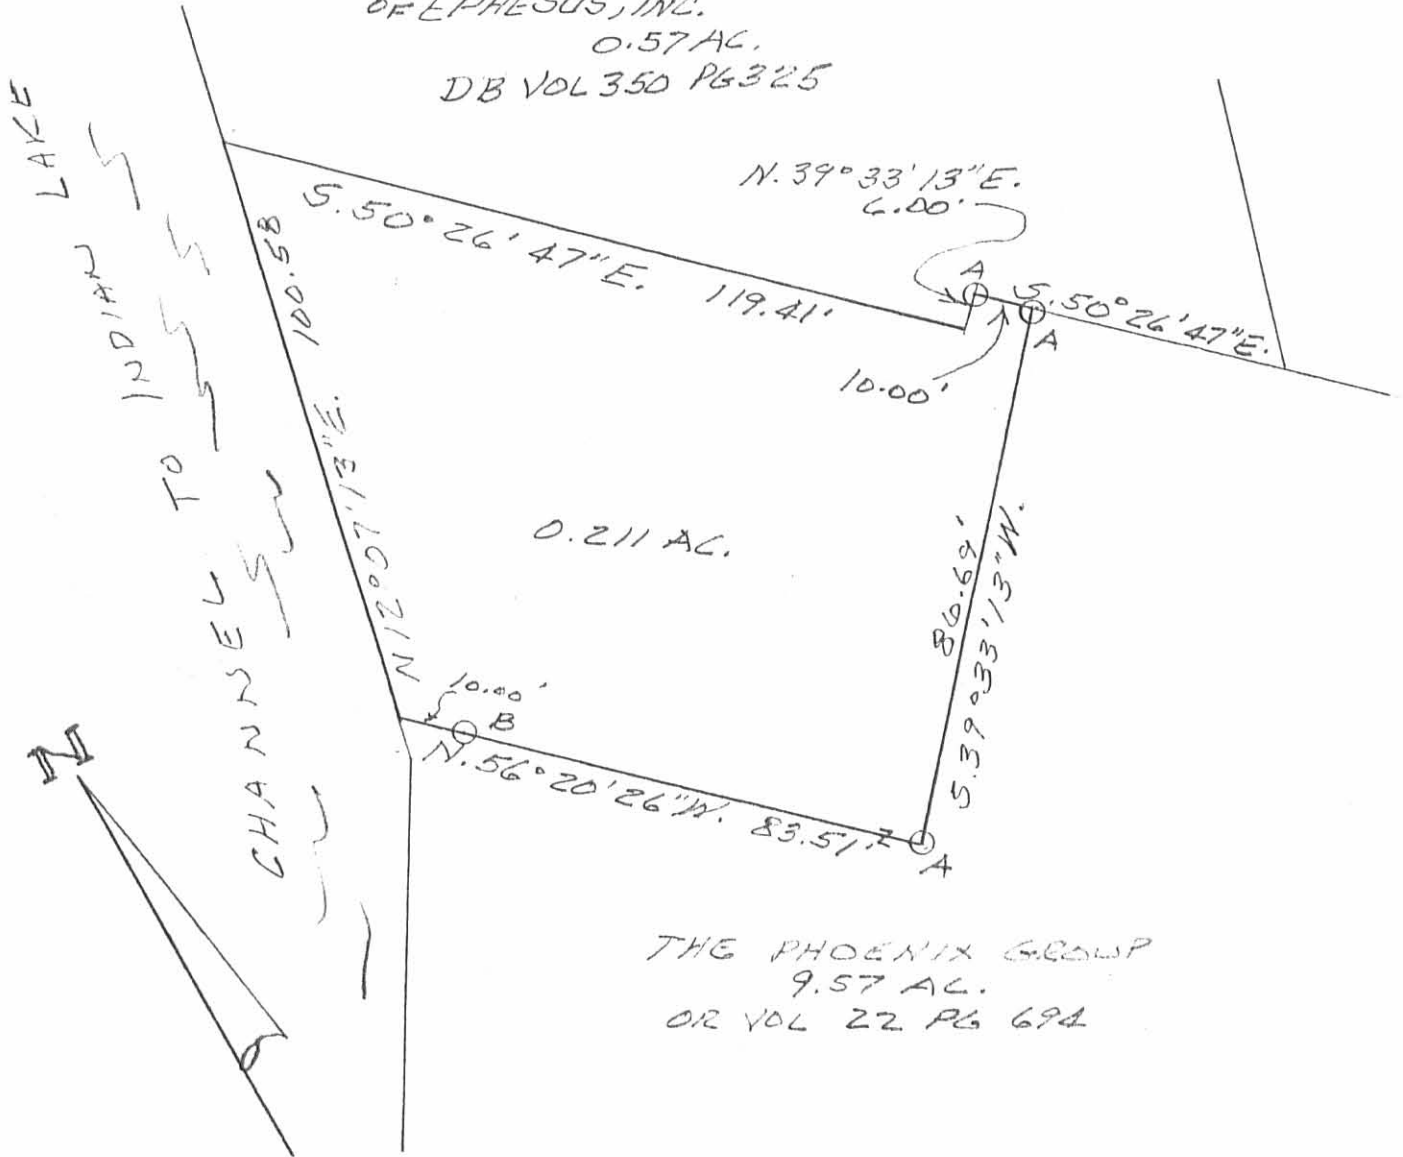 OF EPHESUS, INC.
0.57 AC.
DB VOL 350 PG 325
N. 39° 33' 13" E.
6.00'
S. 50° 26' 47" E. 119.41'
A
S. 50° 26' 47" E.
A
10.00'
100.58
N 12° 07' 13" E.
0.211 AC.
86.69'
S. 39° 33' 13" W.
10.00'
B
N. 56° 20' 26" W. 83.51'
A
CHANNEL TO INDIAN LAKE
N
THE PHOENIX GROUP
9.57 AC.
OR VOL 22 PG 694